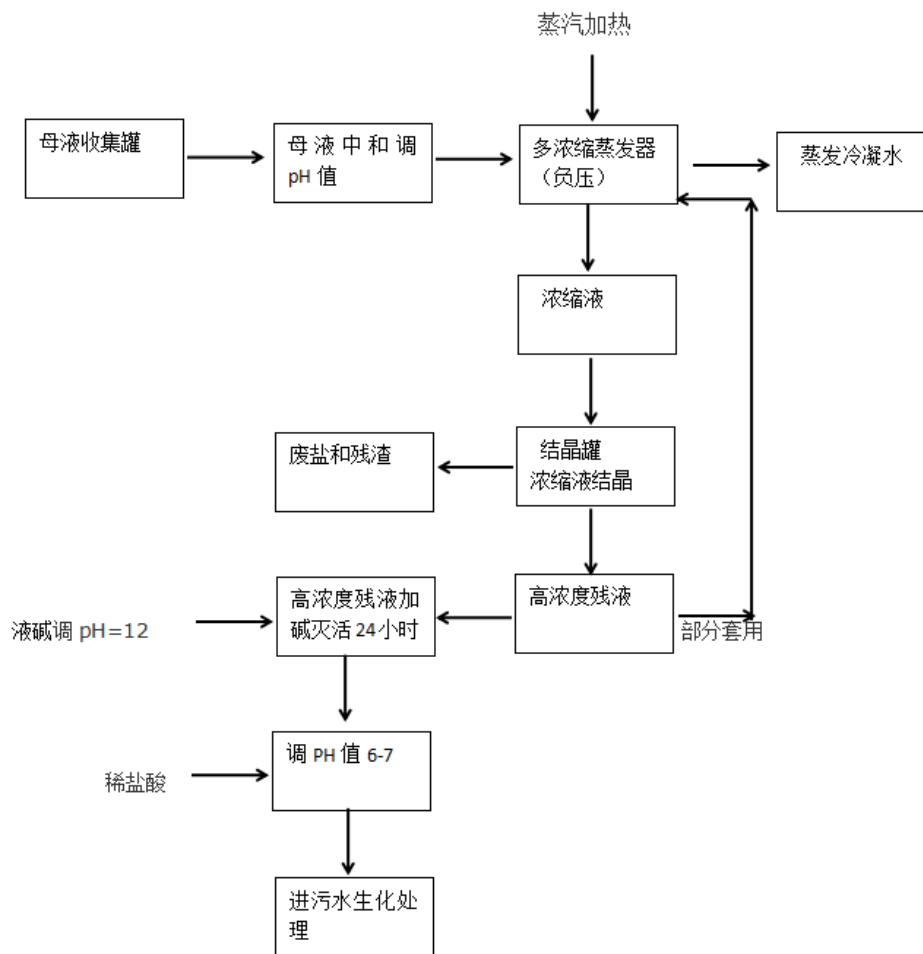 蒸汽加热
母液收集罐
母液中和调
pH 值
多浓缩蒸发器
（负压）
蒸发冷凝水
浓缩液
废盐和残渣
结晶罐
浓缩液结晶
液碱调 pH=12
高浓度残液加
碱灭活 24 小时
高浓度残液
部分套用
稀盐酸
调 PH 值 6-7
进污水生化处
理